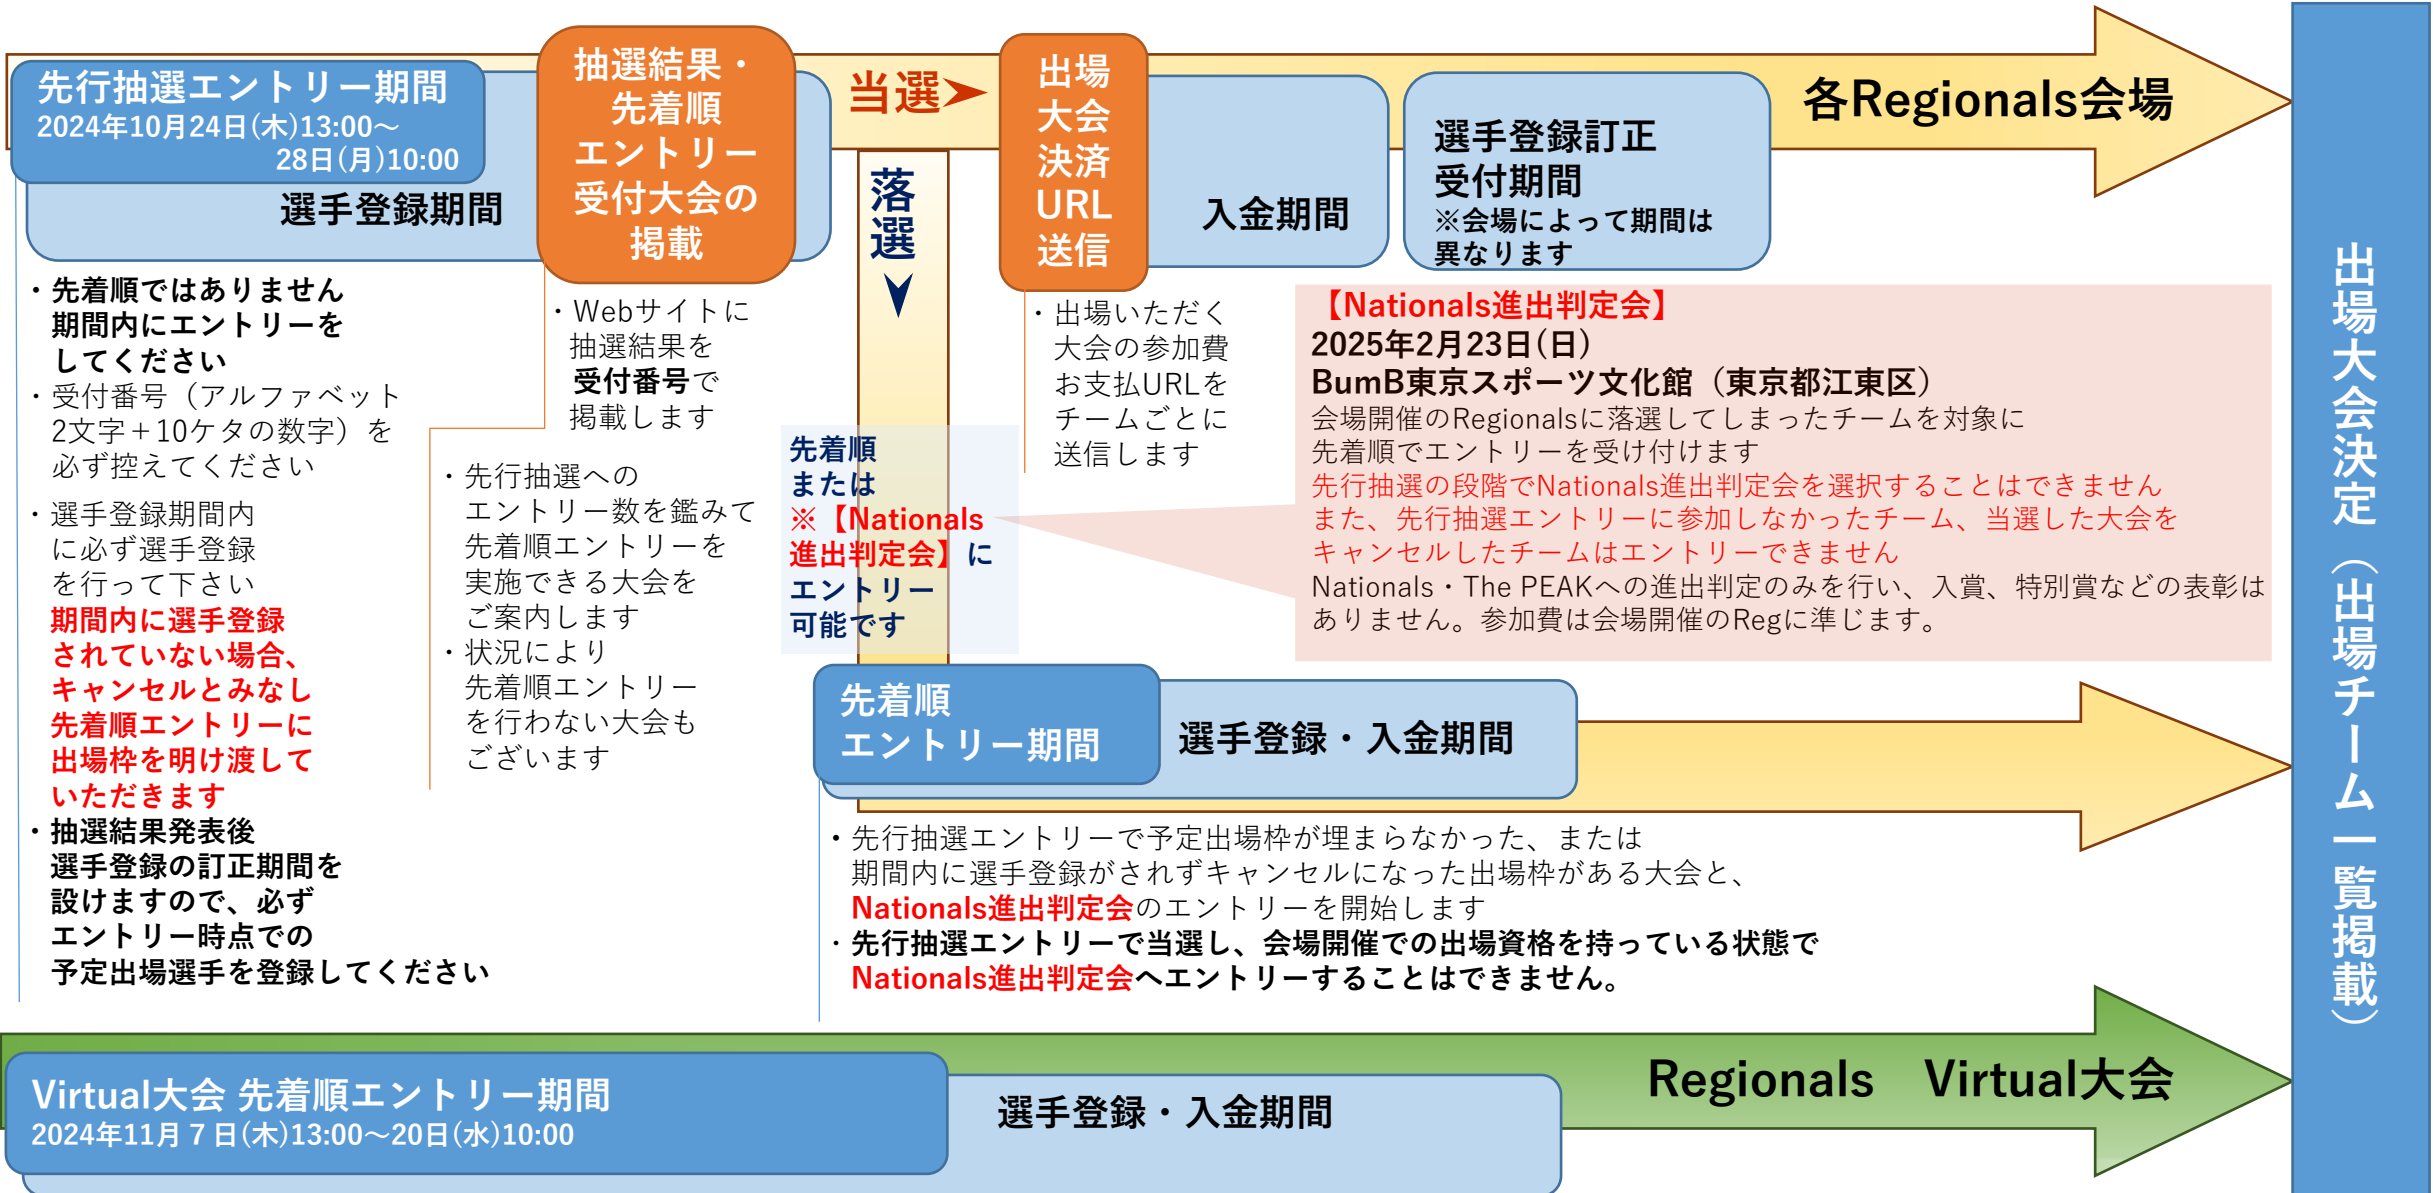 先行抽選エントリー期間
2024年10月24日(木)13:00～
28日(月)10:00
選手登録期間
抽選結果・
先着順
エントリー
受付大会の
掲載
当選➤
落選
出場
大会
決済
URL
送信
入金期間
選手登録訂正
受付期間
※会場によって期間は
異なります
各Regionals会場
・先着順ではありません
期間内にエントリーを
してください
・受付番号（アルファベット
2文字＋10ケタの数字）を
必ず控えてください
・選手登録期間内
に必ず選手登録
を行って下さい
期間内に選手登録
されていない場合、
キャンセルとみなし
先着順エントリーに
出場枠を明け渡して
いただきます
・抽選結果発表後
選手登録の訂正期間を
設けますので、必ず
エントリー時点での
予定出場選手を登録してください
・Webサイトに
抽選結果を
受付番号で
掲載します
・先行抽選への
エントリー数を鑑みて
先着順エントリーを
実施できる大会を
ご案内します
・状況により
先着順エントリー
を行わない大会も
ございます
先着順
または
※【Nationals
進出判定会】に
エントリー
可能です
・出場いただく
大会の参加費
お支払URLを
チームごとに
送信します
【Nationals進出判定会】
2025年2月23日(日)
BumB東京スポーツ文化館（東京都江東区）
会場開催のRegionalsに落選してしまったチームを対象に
先着順でエントリーを受け付けます
先行抽選の段階でNationals進出判定会を選択することはできません
また、先行抽選エントリーに参加しなかったチーム、当選した大会を
キャンセルしたチームはエントリーできません
Nationals・The PEAKへの進出判定のみを行い、入賞、特別賞などの表彰は
ありません。参加費は会場開催のRegに準じます。
先着順
エントリー期間
選手登録・入金期間
・先行抽選エントリーで予定出場枠が埋まらなかった、または
期間内に選手登録がされずキャンセルになった出場枠がある大会と、
Nationals進出判定会のエントリーを開始します
・先行抽選エントリーで当選し、会場開催での出場資格を持っている状態で
Nationals進出判定会へエントリーすることはできません。
Virtual大会 先着順エントリー期間
2024年11月７日(木)13:00～20日(水)10:00
選手登録・入金期間
Regionals　Virtual大会
出場大会決定（出場チーム一覧掲載）